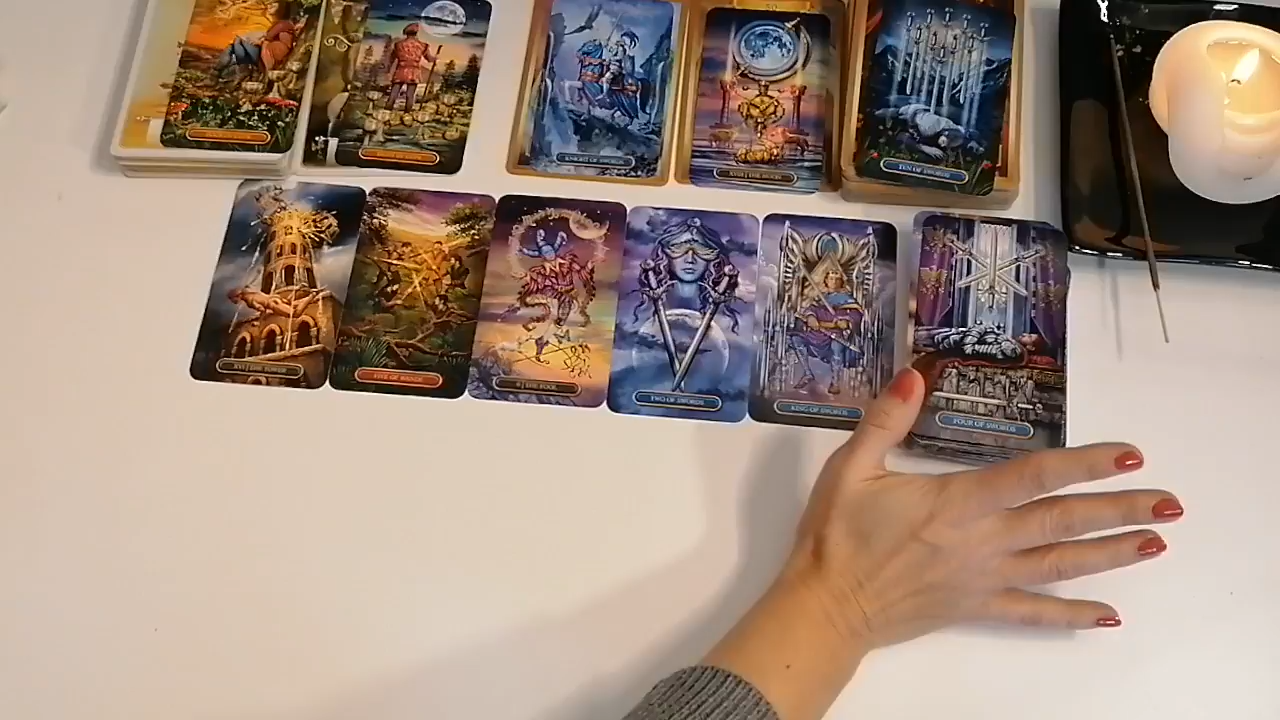 KNIGHT OF SWORDS
XVIII THE MOON
TEN OF SWORDS
XVI THE TOWER
FIVE OF WANDS
0 THE FOOL
TWO OF SWORDS
KING OF SWORDS
FOUR OF SWORDS